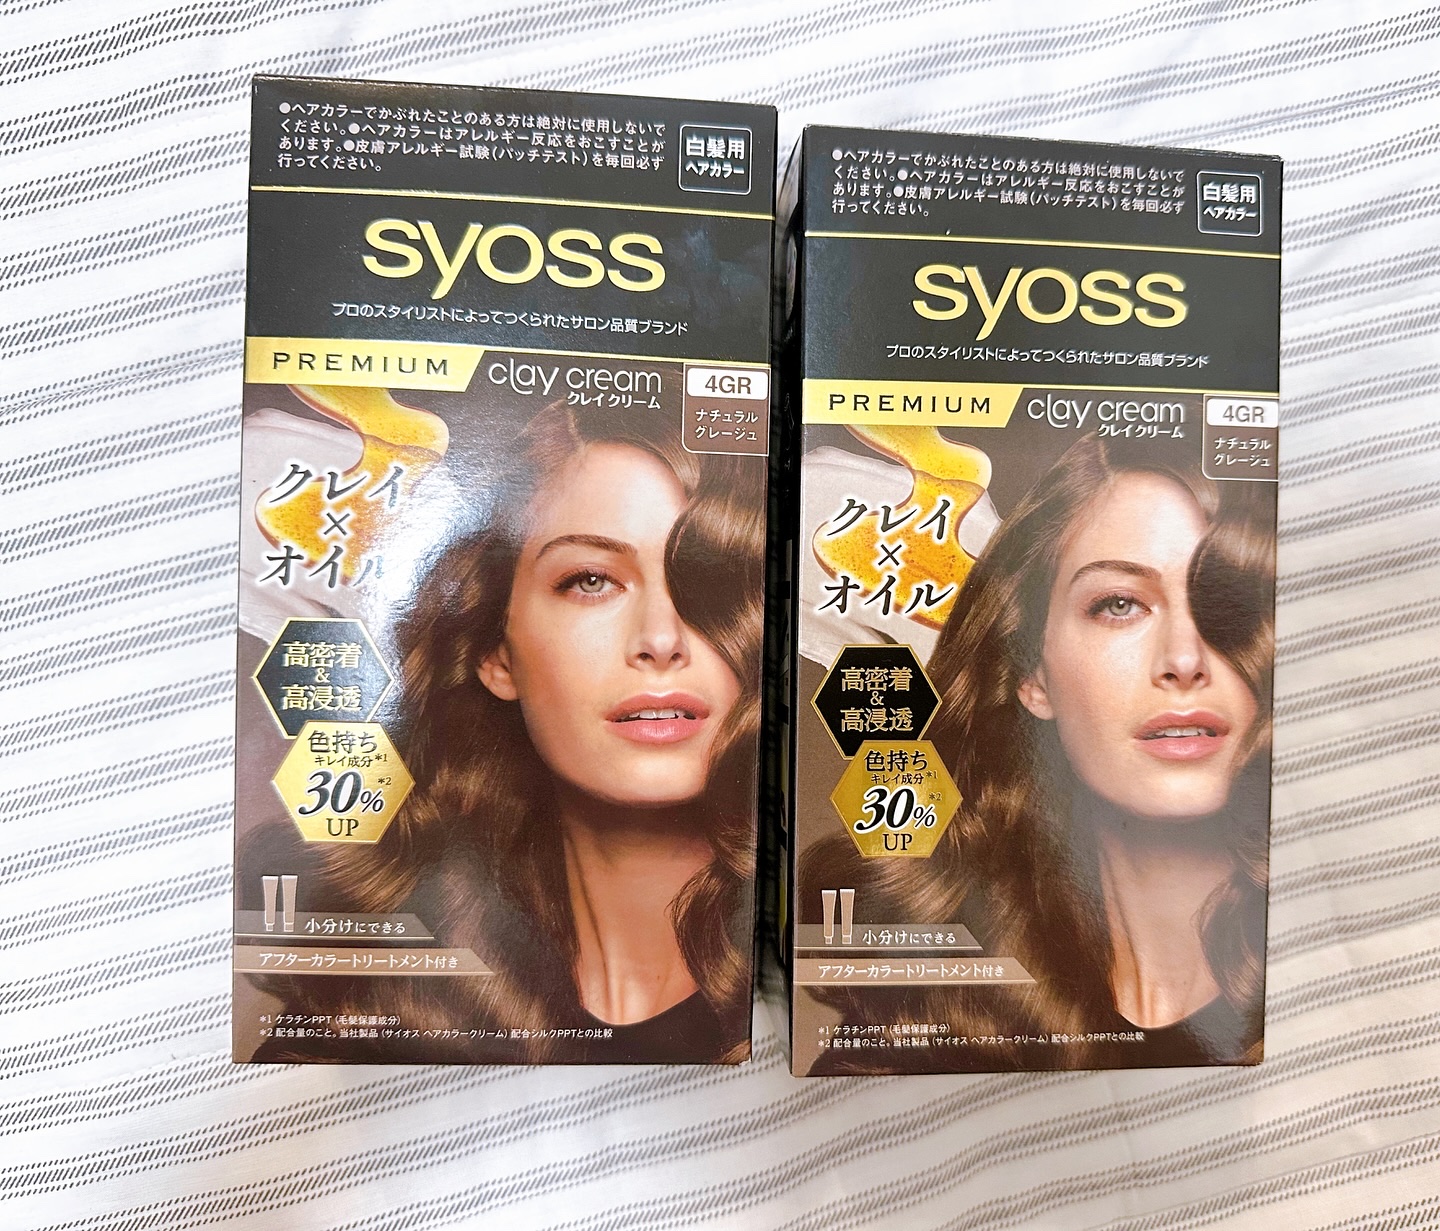 ●ヘアカラーでかぶれたことのある方は絶対に使用しないで
ください。●ヘアカラーはアレルギー反応をおこすことが
あります。●皮膚アレルギー試験(パッチテスト)を毎回必ず
行ってください。
白髪用
ヘアカラー
syoss
プロのスタイリストによってつくられたサロン品質ブランド
PREMIUM
clay cream
クレイクリーム
4GR
ナチュラル
グレージュ
クレイ
×
オイル
高密着
&
高浸透
色持ち
キレイ成分*1
30%*2
UP
小分けにできる
アフターカラートリートメント付き
*1 ケラチンPPT (毛髪保護成分)
*2 配合量のこと。当社製品 (サイオス ヘアカラークリーム) 配合シルクPPTとの比較
●ヘアカラーでかぶれたことのある方は絶対に使用しないで
ください。●ヘアカラーはアレルギー反応をおこすことが
あります。●皮膚アレルギー試験(パッチテスト)を毎回必ず
行ってください。
白髪用
ヘアカラー
syoss
プロのスタイリストによってつくられたサロン品質ブランド
PREMIUM
clay cream
クレイクリーム
4GR
ナチュラル
グレージュ
クレイ
×
オイル
高密着
&
高浸透
色持ち
キレイ成分*1
30%*2
UP
小分けにできる
アフターカラートリートメント付き
*1 ケラチンPPT (毛髪保護成分)
*2 配合量のこと。当社製品 (サイオス ヘアカラークリーム) 配合シルクPPTとの比較